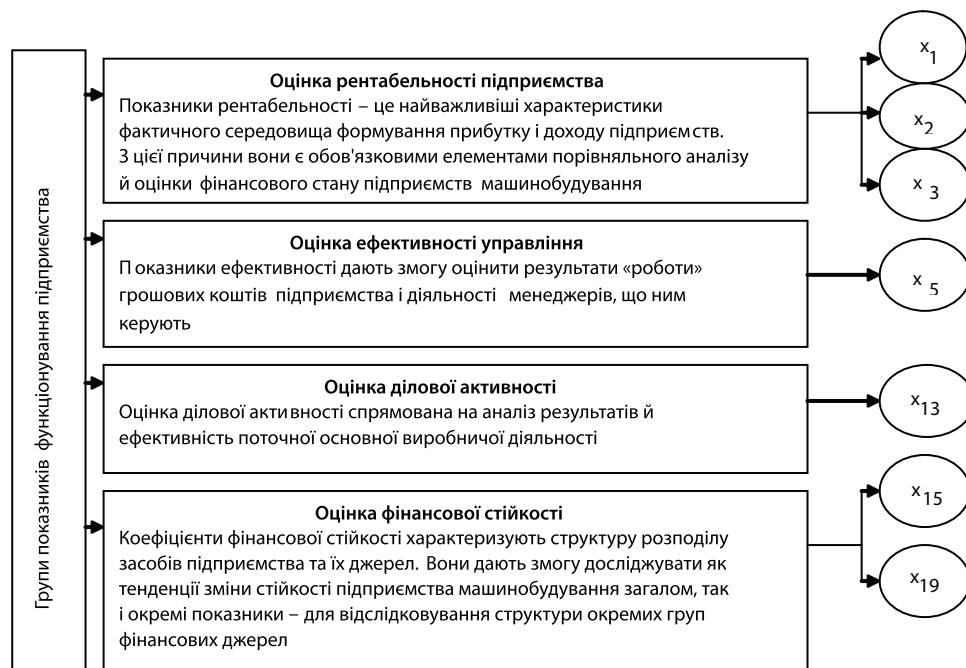 Групи показників функціонування підприємства
Оцінка рентабельності підприємства
Показники рентабельності – це найважливіші характеристики
фактичного середовища формування прибутку і доходу підприємств.
З цієї причини вони є обов'язковими елементами порівняльного аналізу
й оцінки фінансового стану підприємств машинобудування
x1
x2
x3
Оцінка ефективності управління
Показники ефективності дають змогу оцінити результати «роботи»
грошових коштів підприємства і діяльності менеджерів, що ним
керують
x5
Оцінка ділової активності
Оцінка ділової активності спрямована на аналіз результатів й
ефективність поточної основної виробничої діяльності
x13
Оцінка фінансової стійкості
Коефіцієнти фінансової стійкості характеризують структуру розподілу
засобів підприємства та їх джерел. Вони дають змогу досліджувати як
тенденції зміни стійкості підприємства машинобудування загалом, так
і окремі показники – для відслідковування структури окремих груп
фінансових джерел
x15
x19